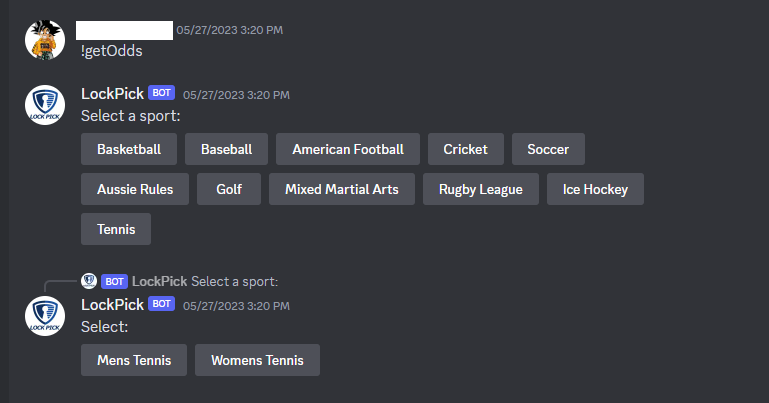 05/27/2023 3:20 PM
!getOdds
LockPick BOT 05/27/2023 3:20 PM
Select a sport:
Basketball Baseball American Football Cricket Soccer
Aussie Rules Golf Mixed Martial Arts Rugby League Ice Hockey
Tennis
BOT LockPick Select a sport:
LOCK PICK
LockPick BOT 05/27/2023 3:20 PM
Select:
Mens Tennis Womens Tennis